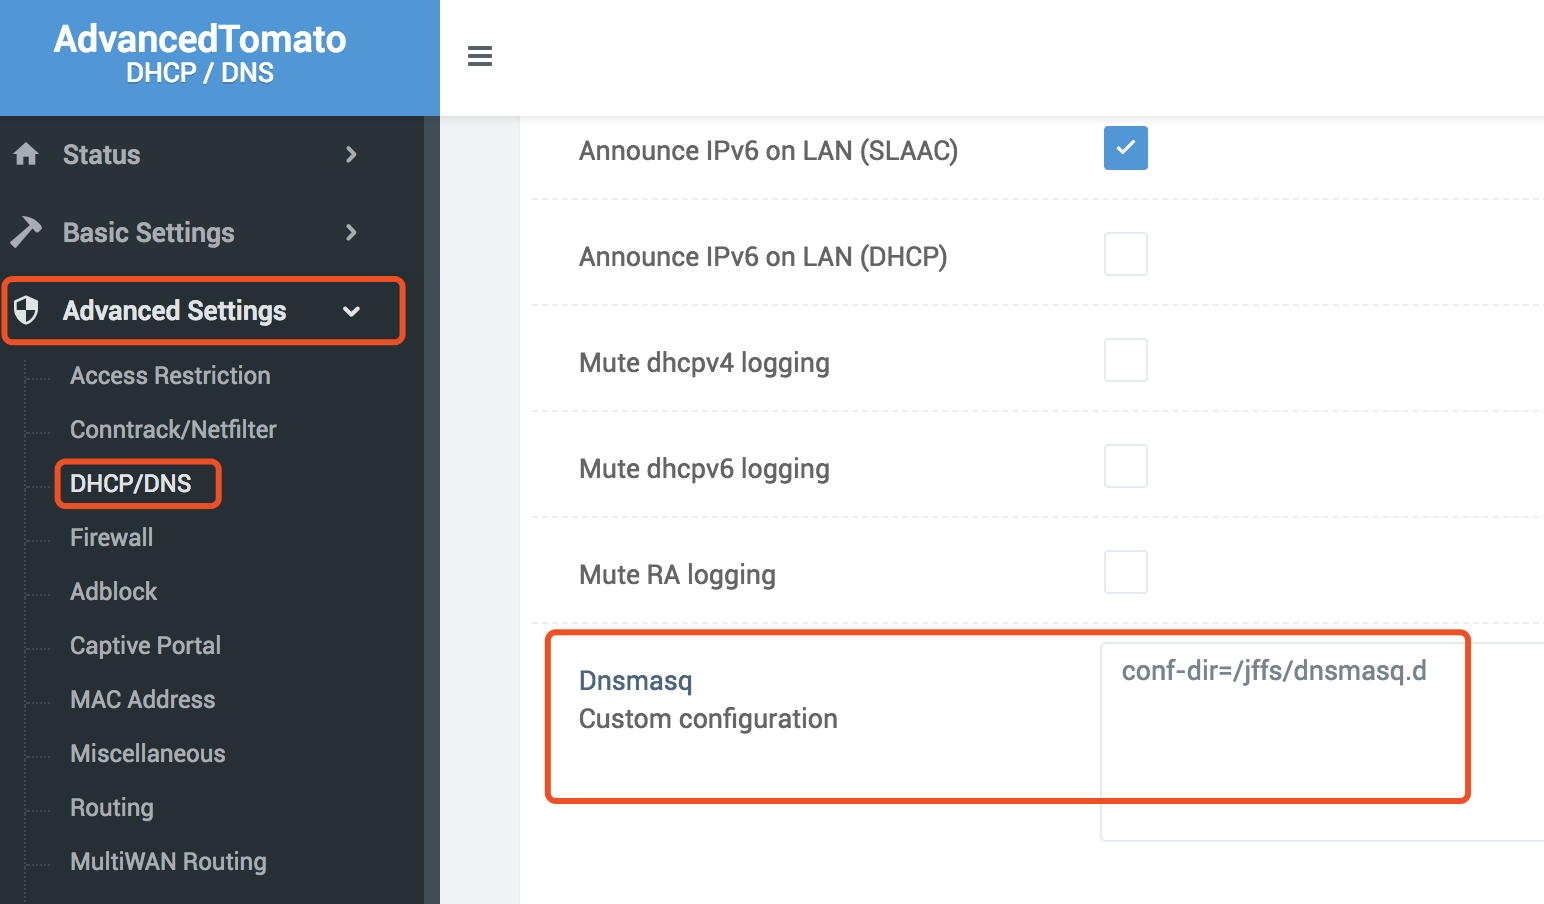 AdvancedTomato
DHCP / DNS
Status
Basic Settings
Advanced Settings
Access Restriction
Conntrack/Netfilter
DHCP/DNS
Firewall
Adblock
Captive Portal
MAC Address
Miscellaneous
Routing
MultiWAN Routing
Announce IPv6 on LAN (SLAAC)
Announce IPv6 on LAN (DHCP)
Mute dhcpv4 logging
Mute dhcpv6 logging
Mute RA logging
Dnsmasq
Custom configuration
conf-dir=/jffs/dnsmasq.d